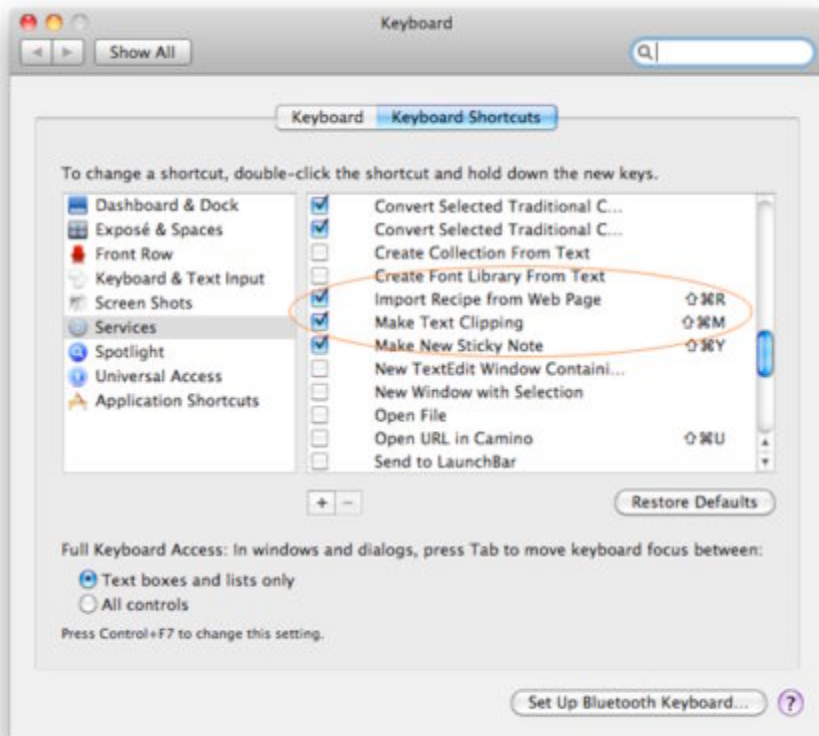 Keyboard
Show All
Keyboard Keyboard Shortcuts
To change a shortcut, double-click the shortcut and hold down the new keys.
Dashboard & Dock
Exposé & Spaces
Front Row
Keyboard & Text Input
Screen Shots
Services
Spotlight
Universal Access
Application Shortcuts
Convert Selected Traditional C...
Convert Selected Traditional C...
Create Collection From Text
Create Font Library From Text
Import Recipe from Web Page ⇧⌘R
Make Text Clipping ⇧⌘M
Make New Sticky Note ⇧⌘Y
New TextEdit Window Containi...
New Window with Selection
Open File
Open URL in Camino ⇧⌘U
Send to LaunchBar
+ −
Restore Defaults
Full Keyboard Access: In windows and dialogs, press Tab to move keyboard focus between:
Text boxes and lists only
All controls
Press Control+F7 to change this setting.
Set Up Bluetooth Keyboard... ?